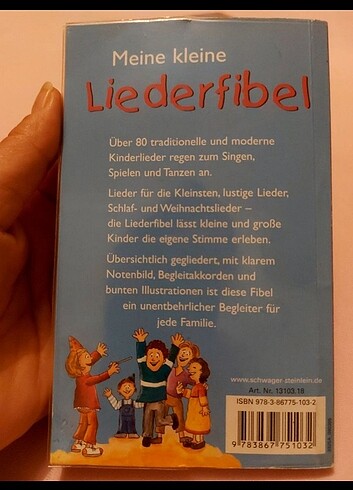 Meine kleine
Liederfibel
Über 80 traditionelle und moderne
Kinderlieder regen zum Singen,
Spielen und Tanzen an.
Lieder für die Kleinsten, lustige Lieder,
Schlaf- und Weihnachtslieder –
die Liederfibel lässt kleine und große
Kinder die eigene Stimme erleben.
Übersichtlich gegliedert, mit klarem
Notenbild, Begleitakkorden und
bunten Illustrationen ist diese Fibel
ein unentbehrlicher Begleiter für
jede Familie.
www.schwager-steinlein.de
Art. Nr. 13103.18
ISBN 978-3-86775-103-2
9 783867 751032